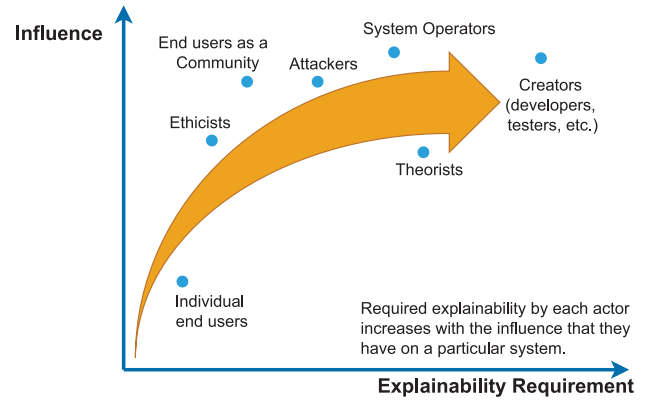 Influence
System Operators
End users as a
Community
Attackers
Creators
(developers,
testers, etc.)
Ethicists
Theorists
Individual
end users
Required explainability by each actor
increases with the influence that they
have on a particular system.
Explainability Requirement